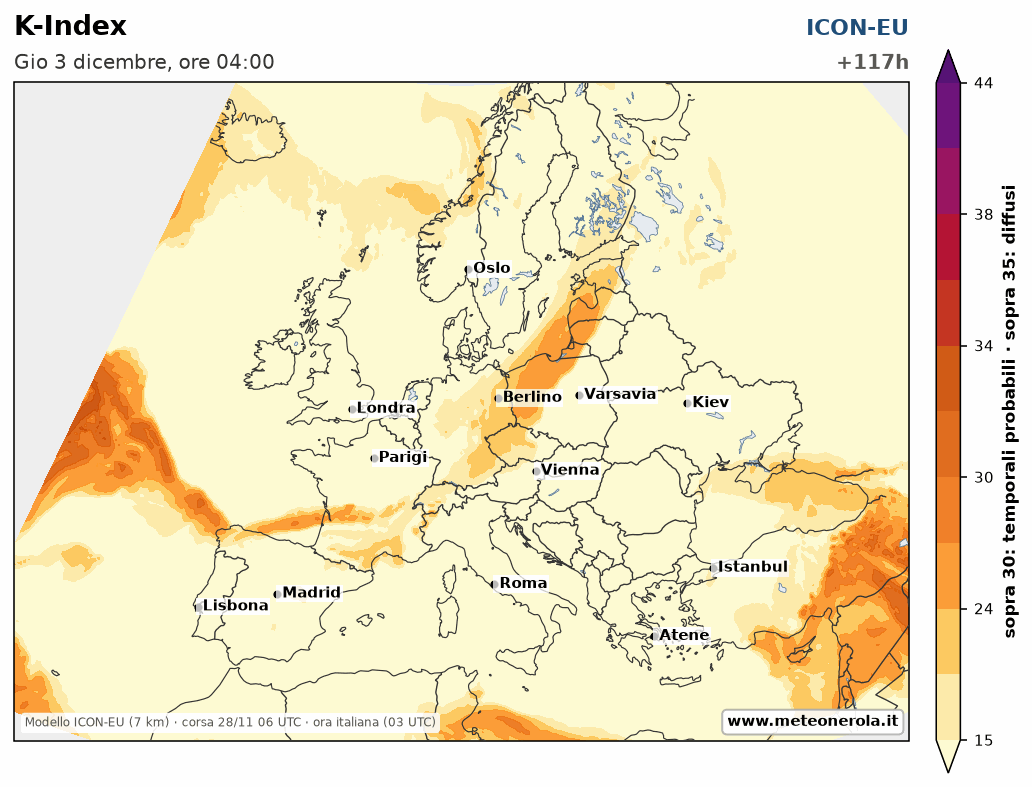 K-Index
ICON-EU
Gio 3 dicembre, ore 04:00
+117h
Oslo
Berlino
Varsavia
Kiev
Londra
Parigi
Vienna
Istanbul
Roma
Madrid
Lisbona
Atene
Modello ICON-EU (7 km) · corsa 28/11 06 UTC · ora italiana (03 UTC)
www.meteonerola.it
44
38
34
30
24
15
sopra 30: temporali probabili · sopra 35: diffusi